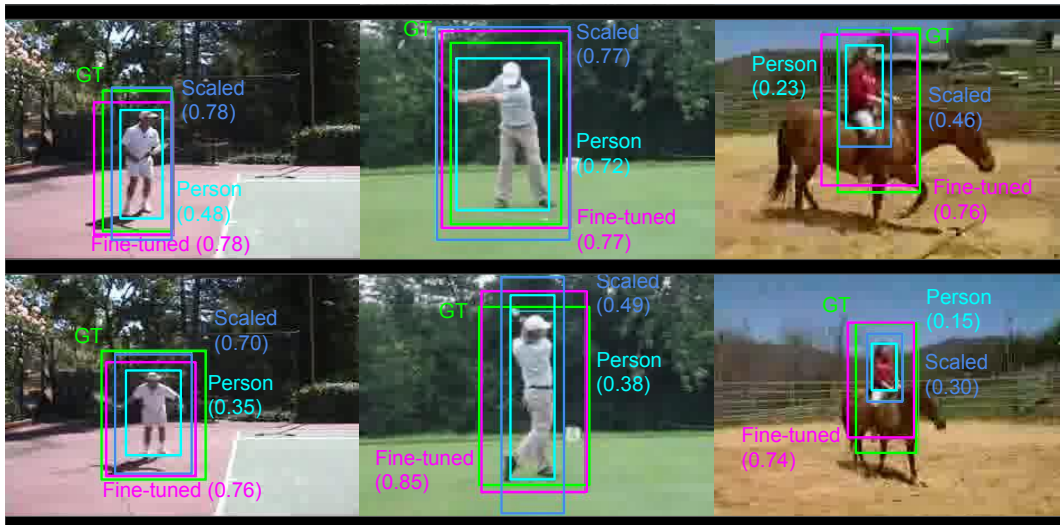 GT
Scaled
(0.78)
Person
(0.48)
Fine-tuned (0.78)
Scaled
(0.77)
Person
(0.72)
Fine-tuned
(0.77)
GT
Person
(0.23)
Scaled
(0.46)
Fine-tuned
(0.76)
GT
Scaled
(0.70)
Person
(0.35)
Fine-tuned (0.76)
GT
Scaled
(0.49)
Person
(0.38)
Fine-tuned
(0.85)
GT
Person
(0.15)
Scaled
(0.30)
Fine-tuned
(0.74)